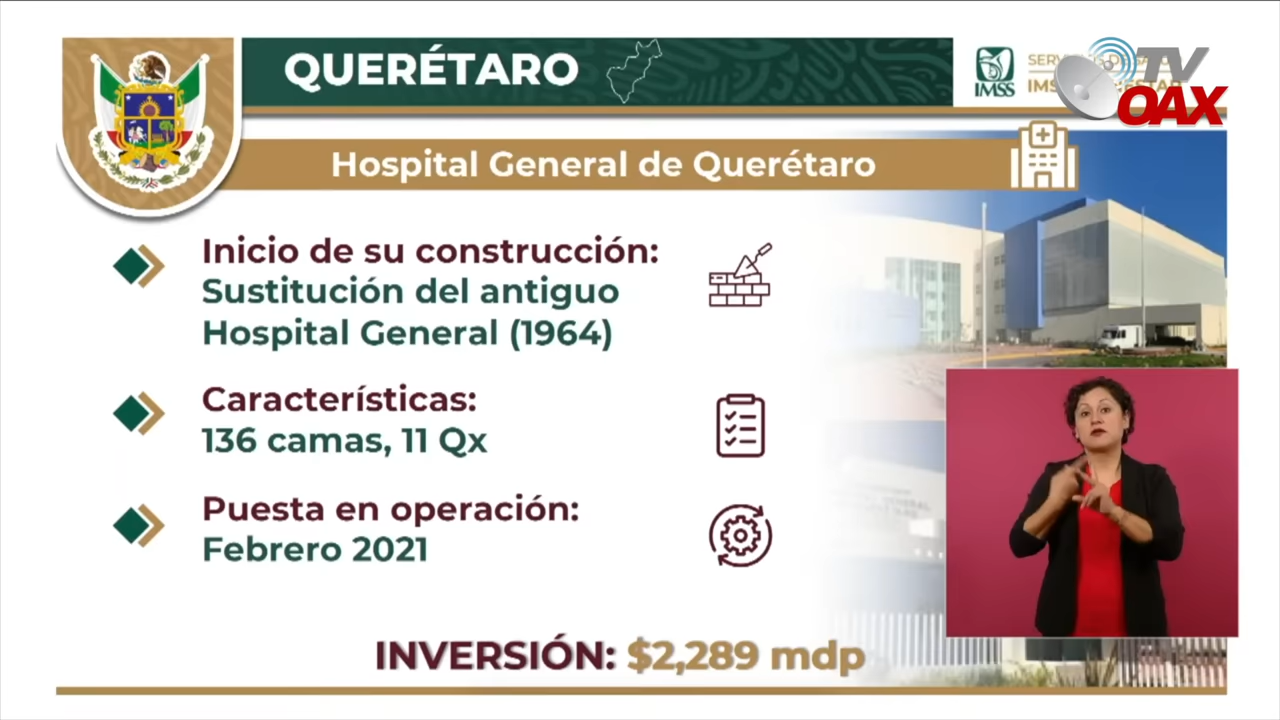 QUERÉTARO
IMSS
TV
OAX
Hospital General de Querétaro
Inicio de su construcción:
Sustitución del antiguo
Hospital General (1964)
Características:
136 camas, 11 Qx
Puesta en operación:
Febrero 2021
INVERSIÓN: $2,289 mdp